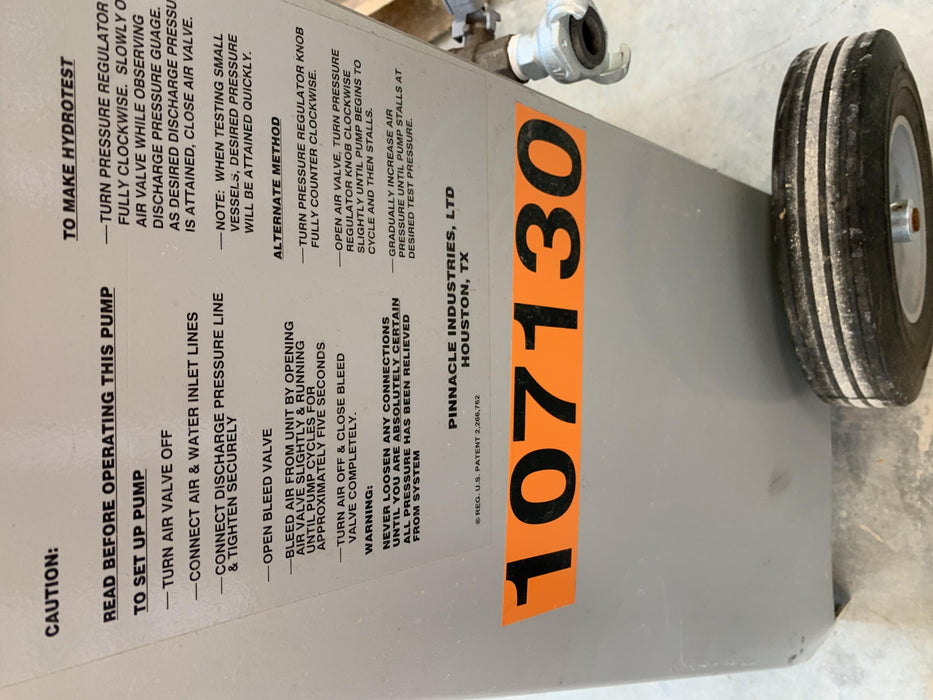 CAUTION:
READ BEFORE OPERATING THIS PUMP
TO SET UP PUMP
—TURN AIR VALVE OFF
—CONNECT AIR & WATER INLET LINES
—CONNECT DISCHARGE PRESSURE LINE
& TIGHTEN SECURELY
—OPEN BLEED VALVE
—BLEED AIR FROM UNIT BY OPENING
AIR VALVE SLIGHTLY & RUNNING
UNTIL PUMP CYCLES FOR
APPROXIMATELY FIVE SECONDS
—TURN AIR OFF & CLOSE BLEED
VALVE COMPLETELY.
WARNING:
NEVER LOOSEN ANY CONNECTIONS
UNTIL YOU ARE ABSOLUTELY CERTAIN
ALL PRESSURE HAS BEEN RELIEVED
FROM SYSTEM
TO MAKE HYDROTEST
—TURN PRESSURE REGULATOR
FULLY CLOCKWISE. SLOWLY O
AIR VALVE WHILE OBSERVING
DISCHARGE PRESSURE GUAGE.
AS DESIRED DISCHARGE PRESSU
IS ATTAINED, CLOSE AIR VALVE.
—NOTE: WHEN TESTING SMALL
VESSELS, DESIRED PRESSURE
WILL BE ATTAINED QUICKLY.
ALTERNATE METHOD
—TURN PRESSURE REGULATOR KNOB
FULLY COUNTER CLOCKWISE.
—OPEN AIR VALVE, TURN PRESSURE
REGULATOR KNOB CLOCKWISE
SLIGHTLY UNTIL PUMP BEGINS TO
CYCLE AND THEN STALLS.
—GRADUALLY INCREASE AIR
PRESSURE UNTIL PUMP STALLS AT
DESIRED TEST PRESSURE.
PINNACLE INDUSTRIES, LTD
HOUSTON, TX
® REG. U.S. PATENT 2,266,762
107130